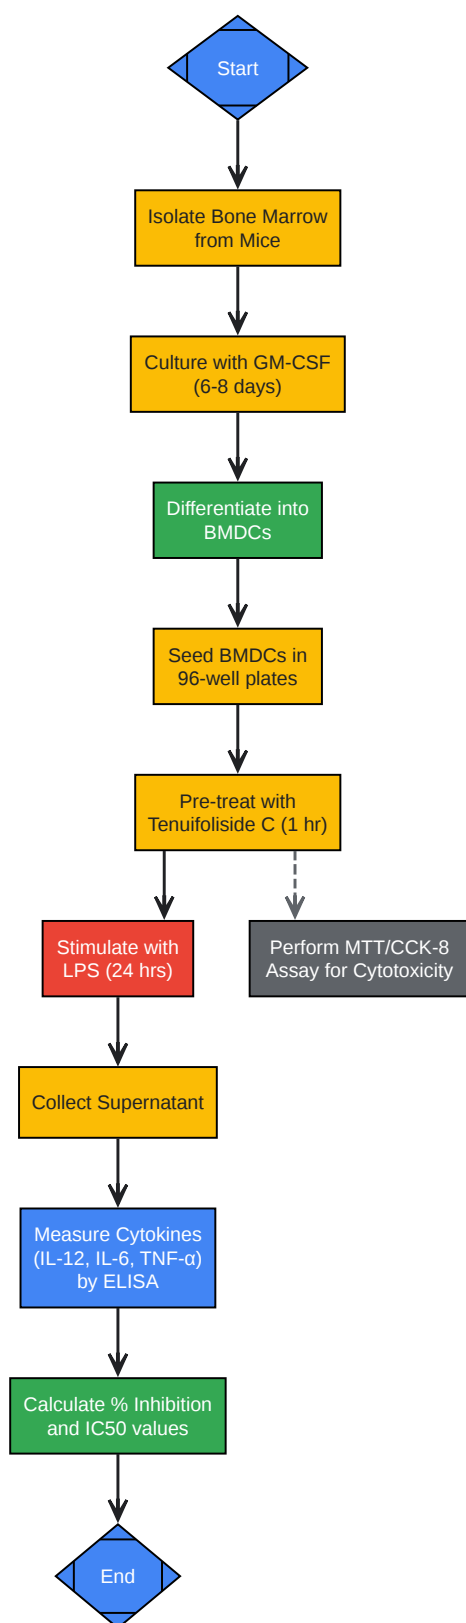 Start
Isolate Bone Marrow
from Mice
Culture with GM-CSF
(6-8 days)
Differentiate into
BMDCs
Seed BMDCs in
96-well plates
Pre-treat with
Tenuifoliside C (1 hr)
Stimulate with
LPS (24 hrs)
Perform MTT/CCK-8
Assay for Cytotoxicity
Collect Supernatant
Measure Cytokines
(IL-12, IL-6, TNF-α)
by ELISA
Calculate % Inhibition
and IC50 values
End